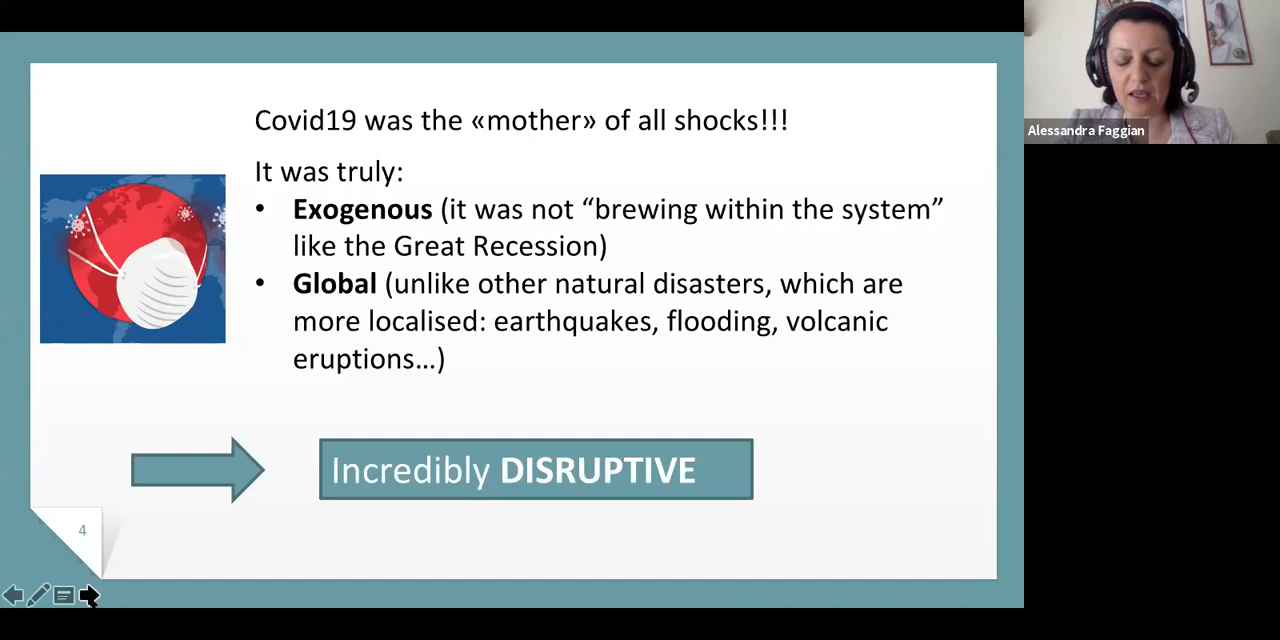 Covid19 was the «mother» of all shocks!!!
It was truly:
• Exogenous (it was not “brewing within the system”
like the Great Recession)
• Global (unlike other natural disasters, which are
more localised: earthquakes, flooding, volcanic
eruptions…)
Incredibly DISRUPTIVE
4
Alessandra Faggian